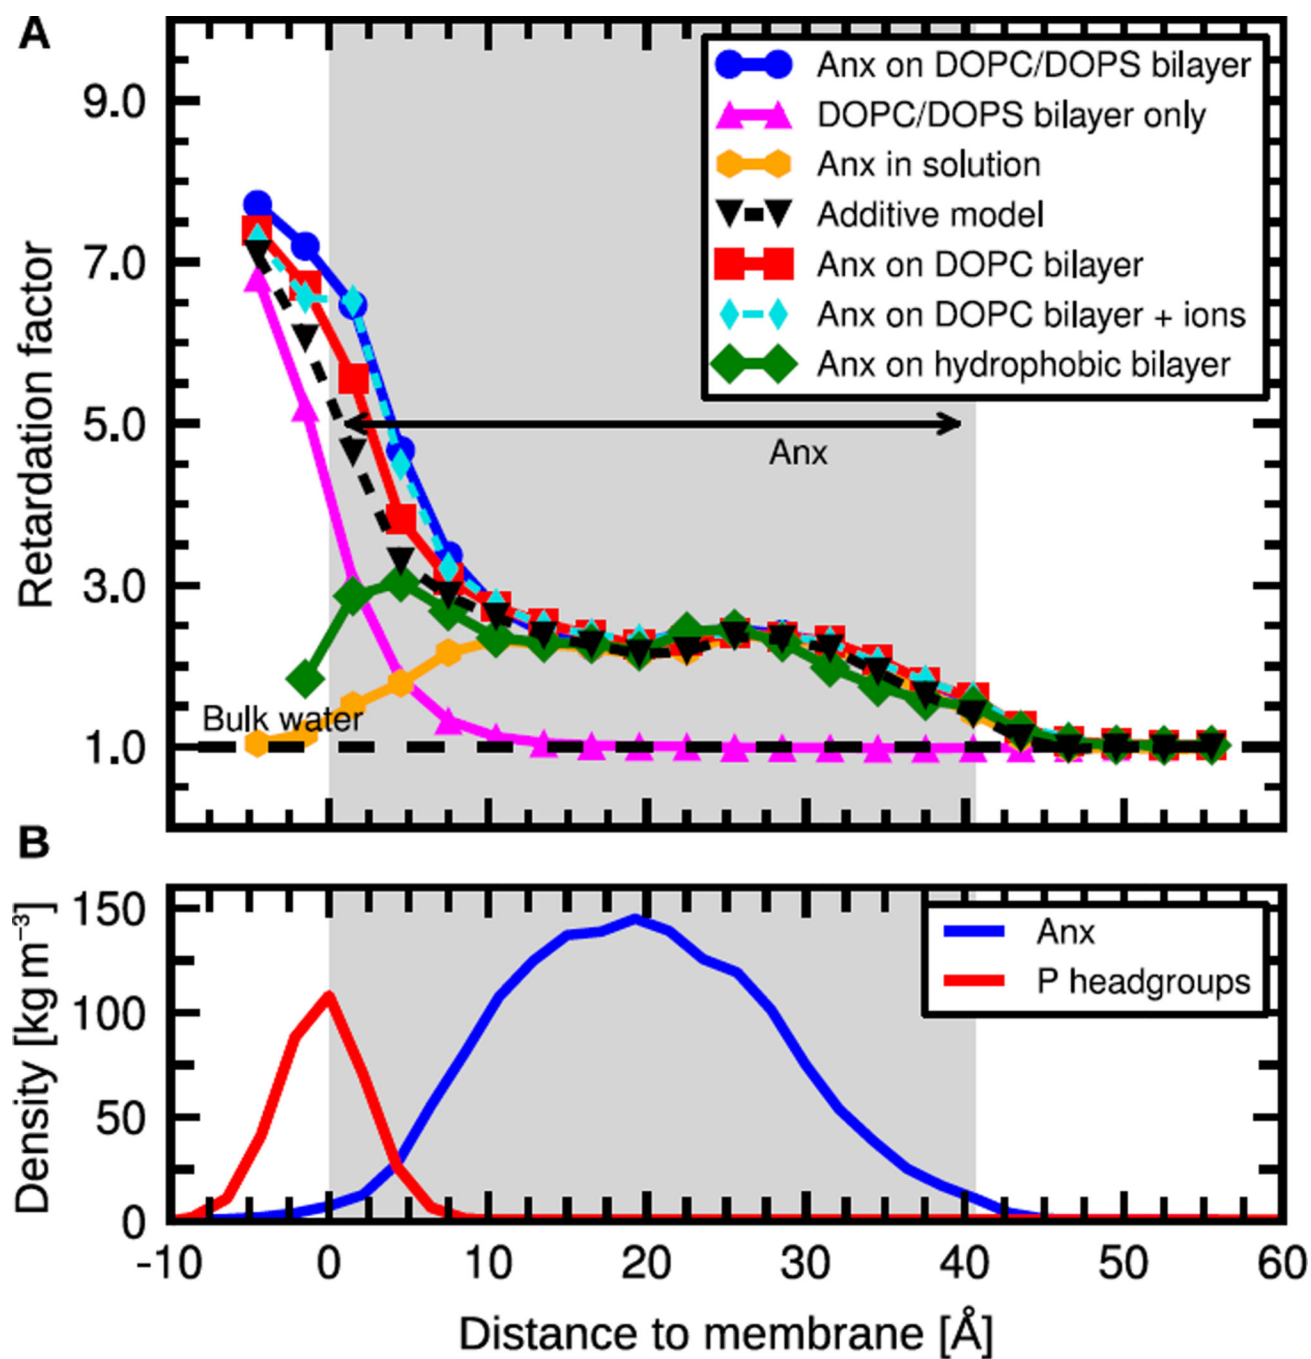 A
Retardation factor
9.0
7.0
5.0
3.0
1.0
Anx on DOPC/DOPS bilayer
DOPC/DOPS bilayer only
Anx in solution
Additive model
Anx on DOPC bilayer
Anx on DOPC bilayer + ions
Anx on hydrophobic bilayer
Anx
Bulk water
B
Density [kg m⁻³]
150
100
50
0
Anx
P headgroups
-10 0 10 20 30 40 50 60
Distance to membrane [Å]